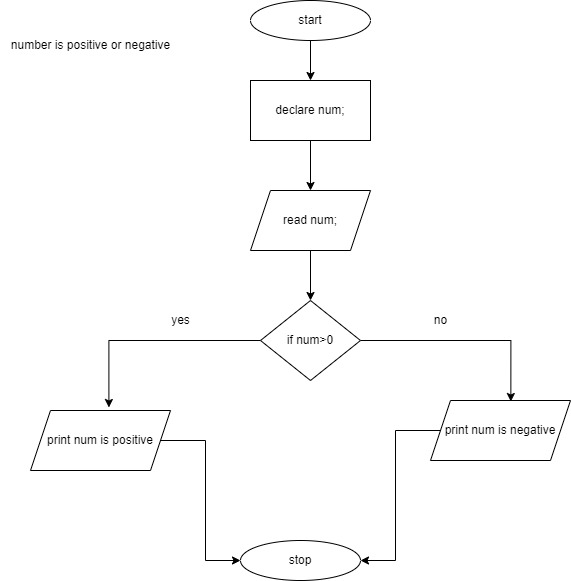 start
number is positive or negative
declare num;
read num;
yes
no
if num>0
print num is positive
print num is negative
stop